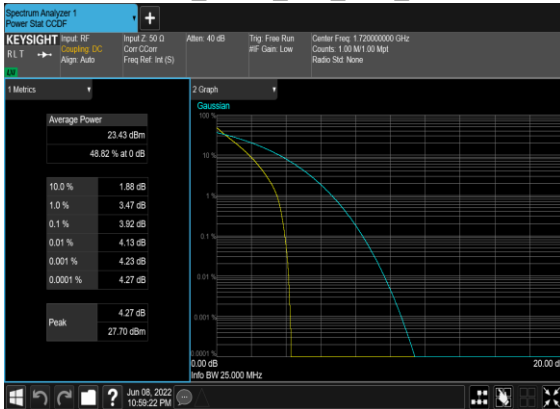 Spectrum Analyzer 1
Power Stat CCDF
KEYSIGHT
RLT
Input: RF
Coupling: DC
Align: Auto
Input Z: 50 Ω
Corr CCorr
Freq Ref: Int (S)
Atten: 40 dB
Trig: Free Run
#IF Gain: Low
Center Freq: 1.720000000 GHz
Counts: 1.00 M/1.00 Mpt
Radio Std: None
1 Metrics
Average Power
23.43 dBm
48.82 % at 0 dB
10.0 % 1.88 dB
1.0 % 3.47 dB
0.1 % 3.92 dB
0.01 % 4.13 dB
0.001 % 4.23 dB
0.0001 % 4.27 dB
Peak
4.27 dB
27.70 dBm
2 Graph
Gaussian
100 %
10 %
1 %
0.1 %
0.01 %
0.001 %
0.0001 %
0.00 dB
20.00 d
Info BW 25.000 MHz
Jun 08, 2022
10:59:22 PM